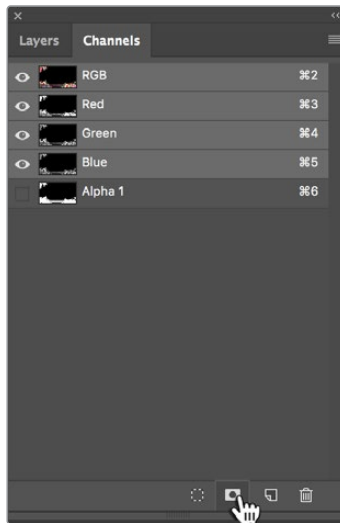 Layers Channels
RGB ⌘2
Red ⌘3
Green ⌘4
Blue ⌘5
Alpha 1 ⌘6